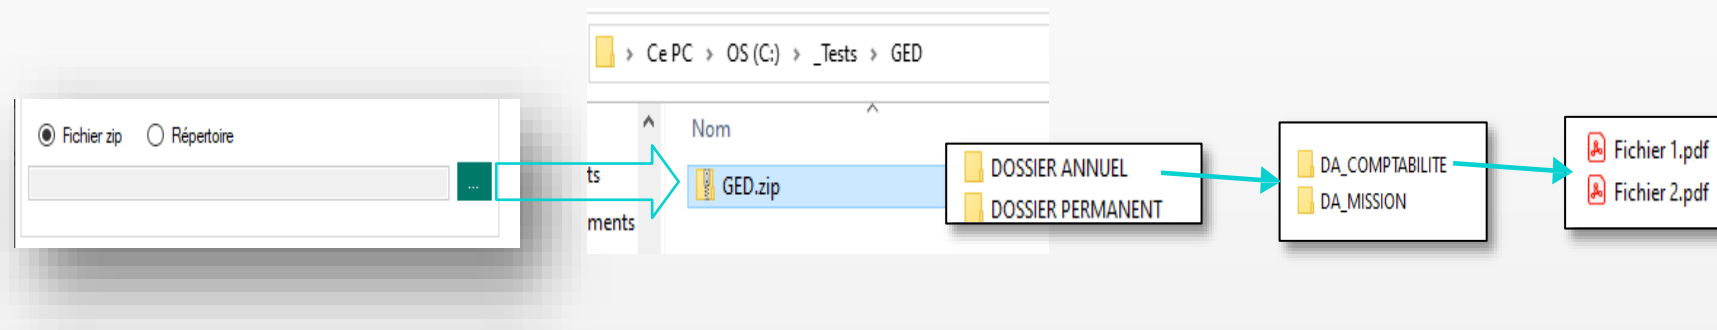 Ce PC > OS (C:) > _Tests > GED
Fichier zip Répertoire
...
Nom
ts
GED.zip
ments
DOSSIER ANNUEL
DOSSIER PERMANENT
DA_COMPTABILITE
DA_MISSION
Fichier 1.pdf
Fichier 2.pdf